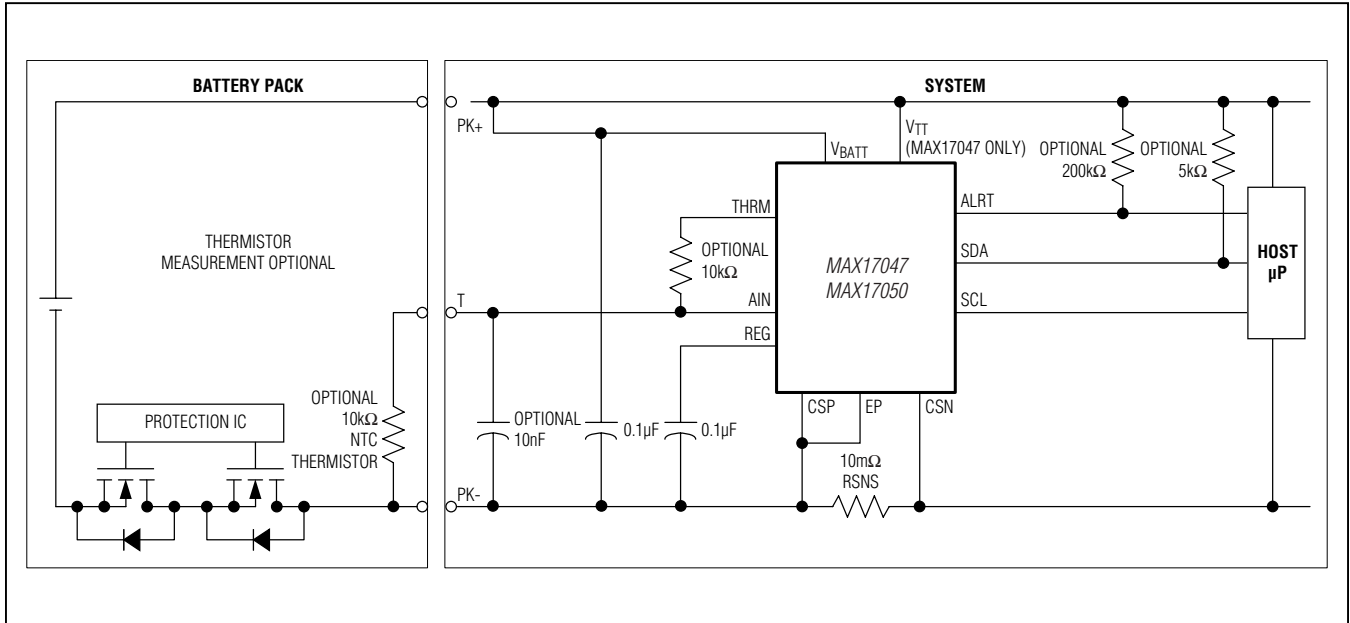 BATTERY PACK
THERMISTOR
MEASUREMENT OPTIONAL
PROTECTION IC
OPTIONAL
10kΩ
NTC
THERMISTOR
SYSTEM
PK+
T
PK-
VBATT
VTT
(MAX17047 ONLY)
OPTIONAL
200kΩ
OPTIONAL
5kΩ
THRM
OPTIONAL
10kΩ
AIN
REG
MAX17047
MAX17050
ALRT
SDA
SCL
HOST
µP
CSP
EP
CSN
OPTIONAL
10nF
0.1µF
0.1µF
10mΩ
RSNS